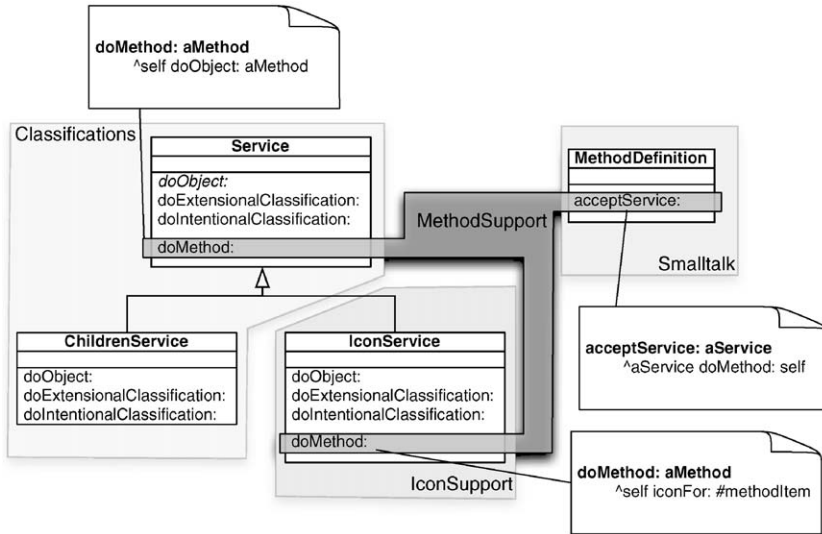 doMethod: aMethod
^self doObject: aMethod
Classifications
Service
doObject:
doExtensionalClassification:
doIntentionalClassification:
doMethod:
MethodDefinition
acceptService:
MethodSupport
Smalltalk
ChildrenService
doObject:
doExtensionalClassification:
doIntentionalClassification:
IconService
doObject:
doExtensionalClassification:
doIntentionalClassification:
doMethod:
IconSupport
acceptService: aService
^aService doMethod: self
doMethod: aMethod
^self iconFor: #methodItem